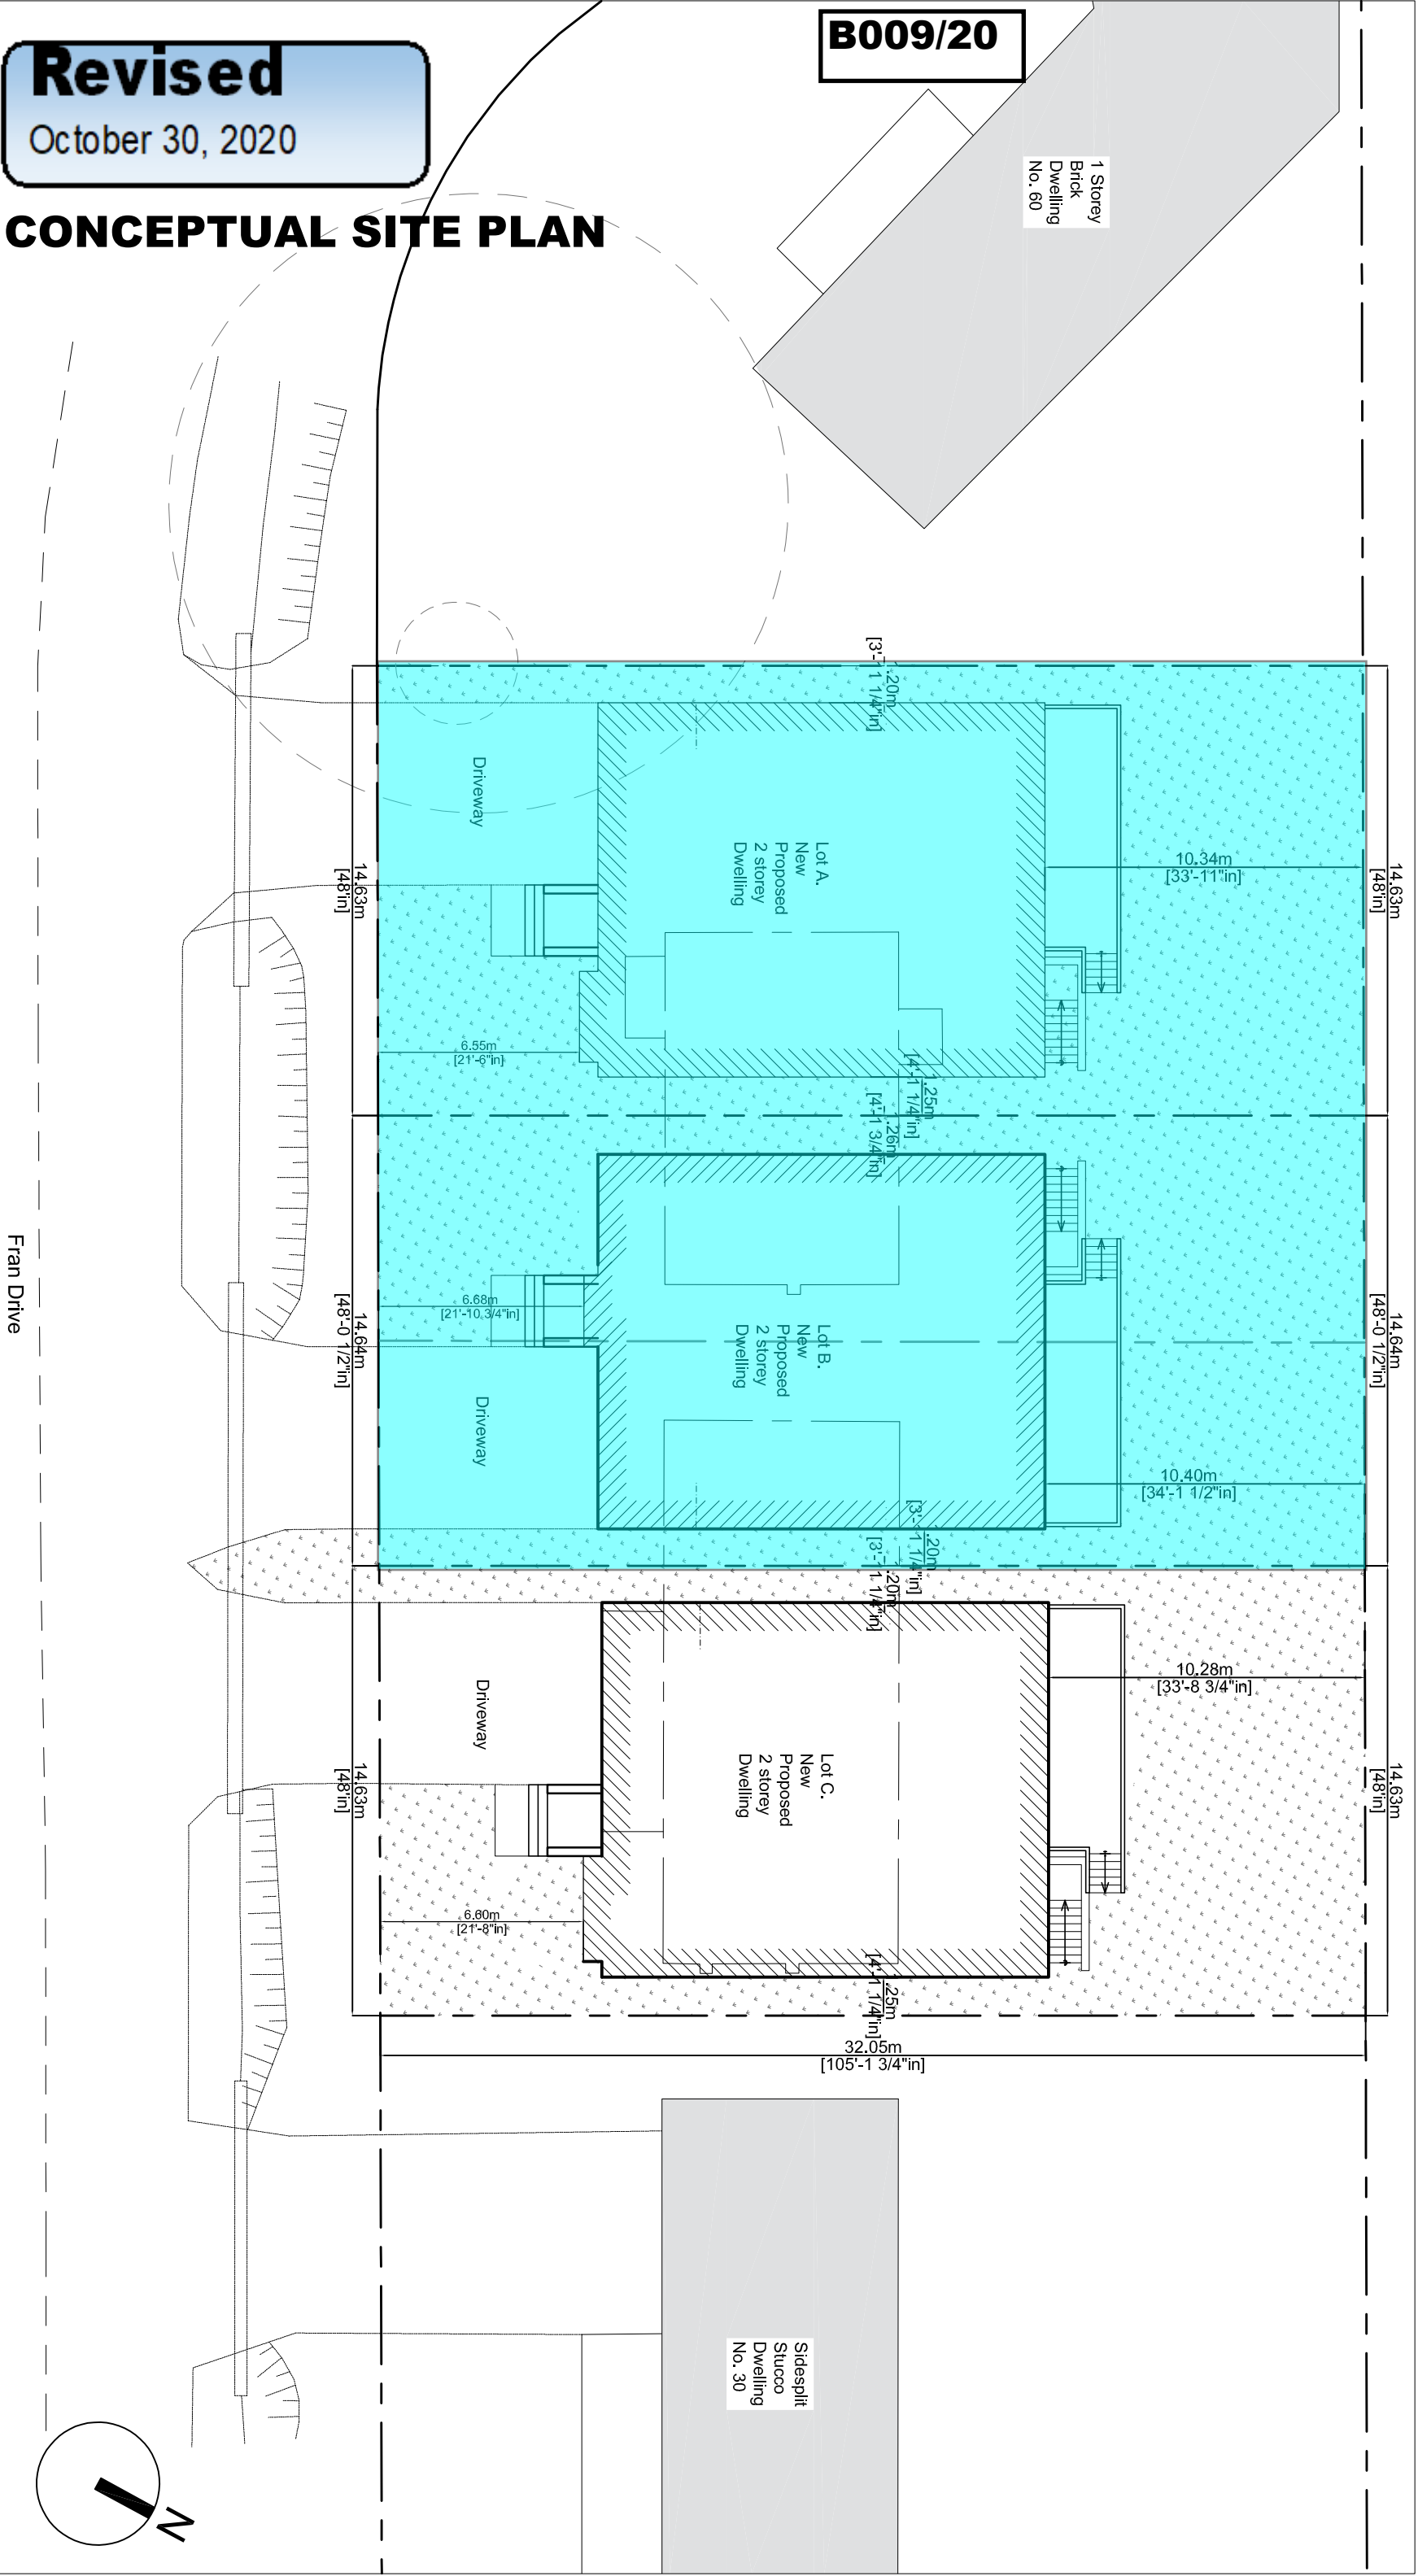 B009/20
Revised
October 30, 2020
CONCEPTUAL SITE PLAN
1 Storey
Brick
Dwelling
No. 60
1.20m
[3'-11 1/4"in]
Driveway
Lot A.
New
Proposed
2 storey
Dwelling
10.34m
[33'-11"in]
14.63m
[48'in]
14.63m
[48'in]
6.55m
[21'-6"in]
1.25m
[4'-1 1/4"in]
1.26m
[4'-1 3/4"in]
Fran Drive
6.68m
[21'-10 3/4"in]
14.64m
[48'-0 1/2"in]
Lot B.
New
Proposed
2 storey
Dwelling
14.64m
[48'-0 1/2"in]
Driveway
10.40m
[34'-1 1/2"in]
1.20m
[3'-11 1/4"in]
1.20m
[3'-11 1/4"in]
Driveway
10.28m
[33'-8 3/4"in]
Lot C.
New
Proposed
2 storey
Dwelling
14.63m
[48'in]
14.63m
[48'in]
6.60m
[21'-8"in]
1.25m
[4'-1 1/4"in]
32.05m
[105'-1 3/4"in]
Sidesplit
Stucco
Dwelling
No. 30
N